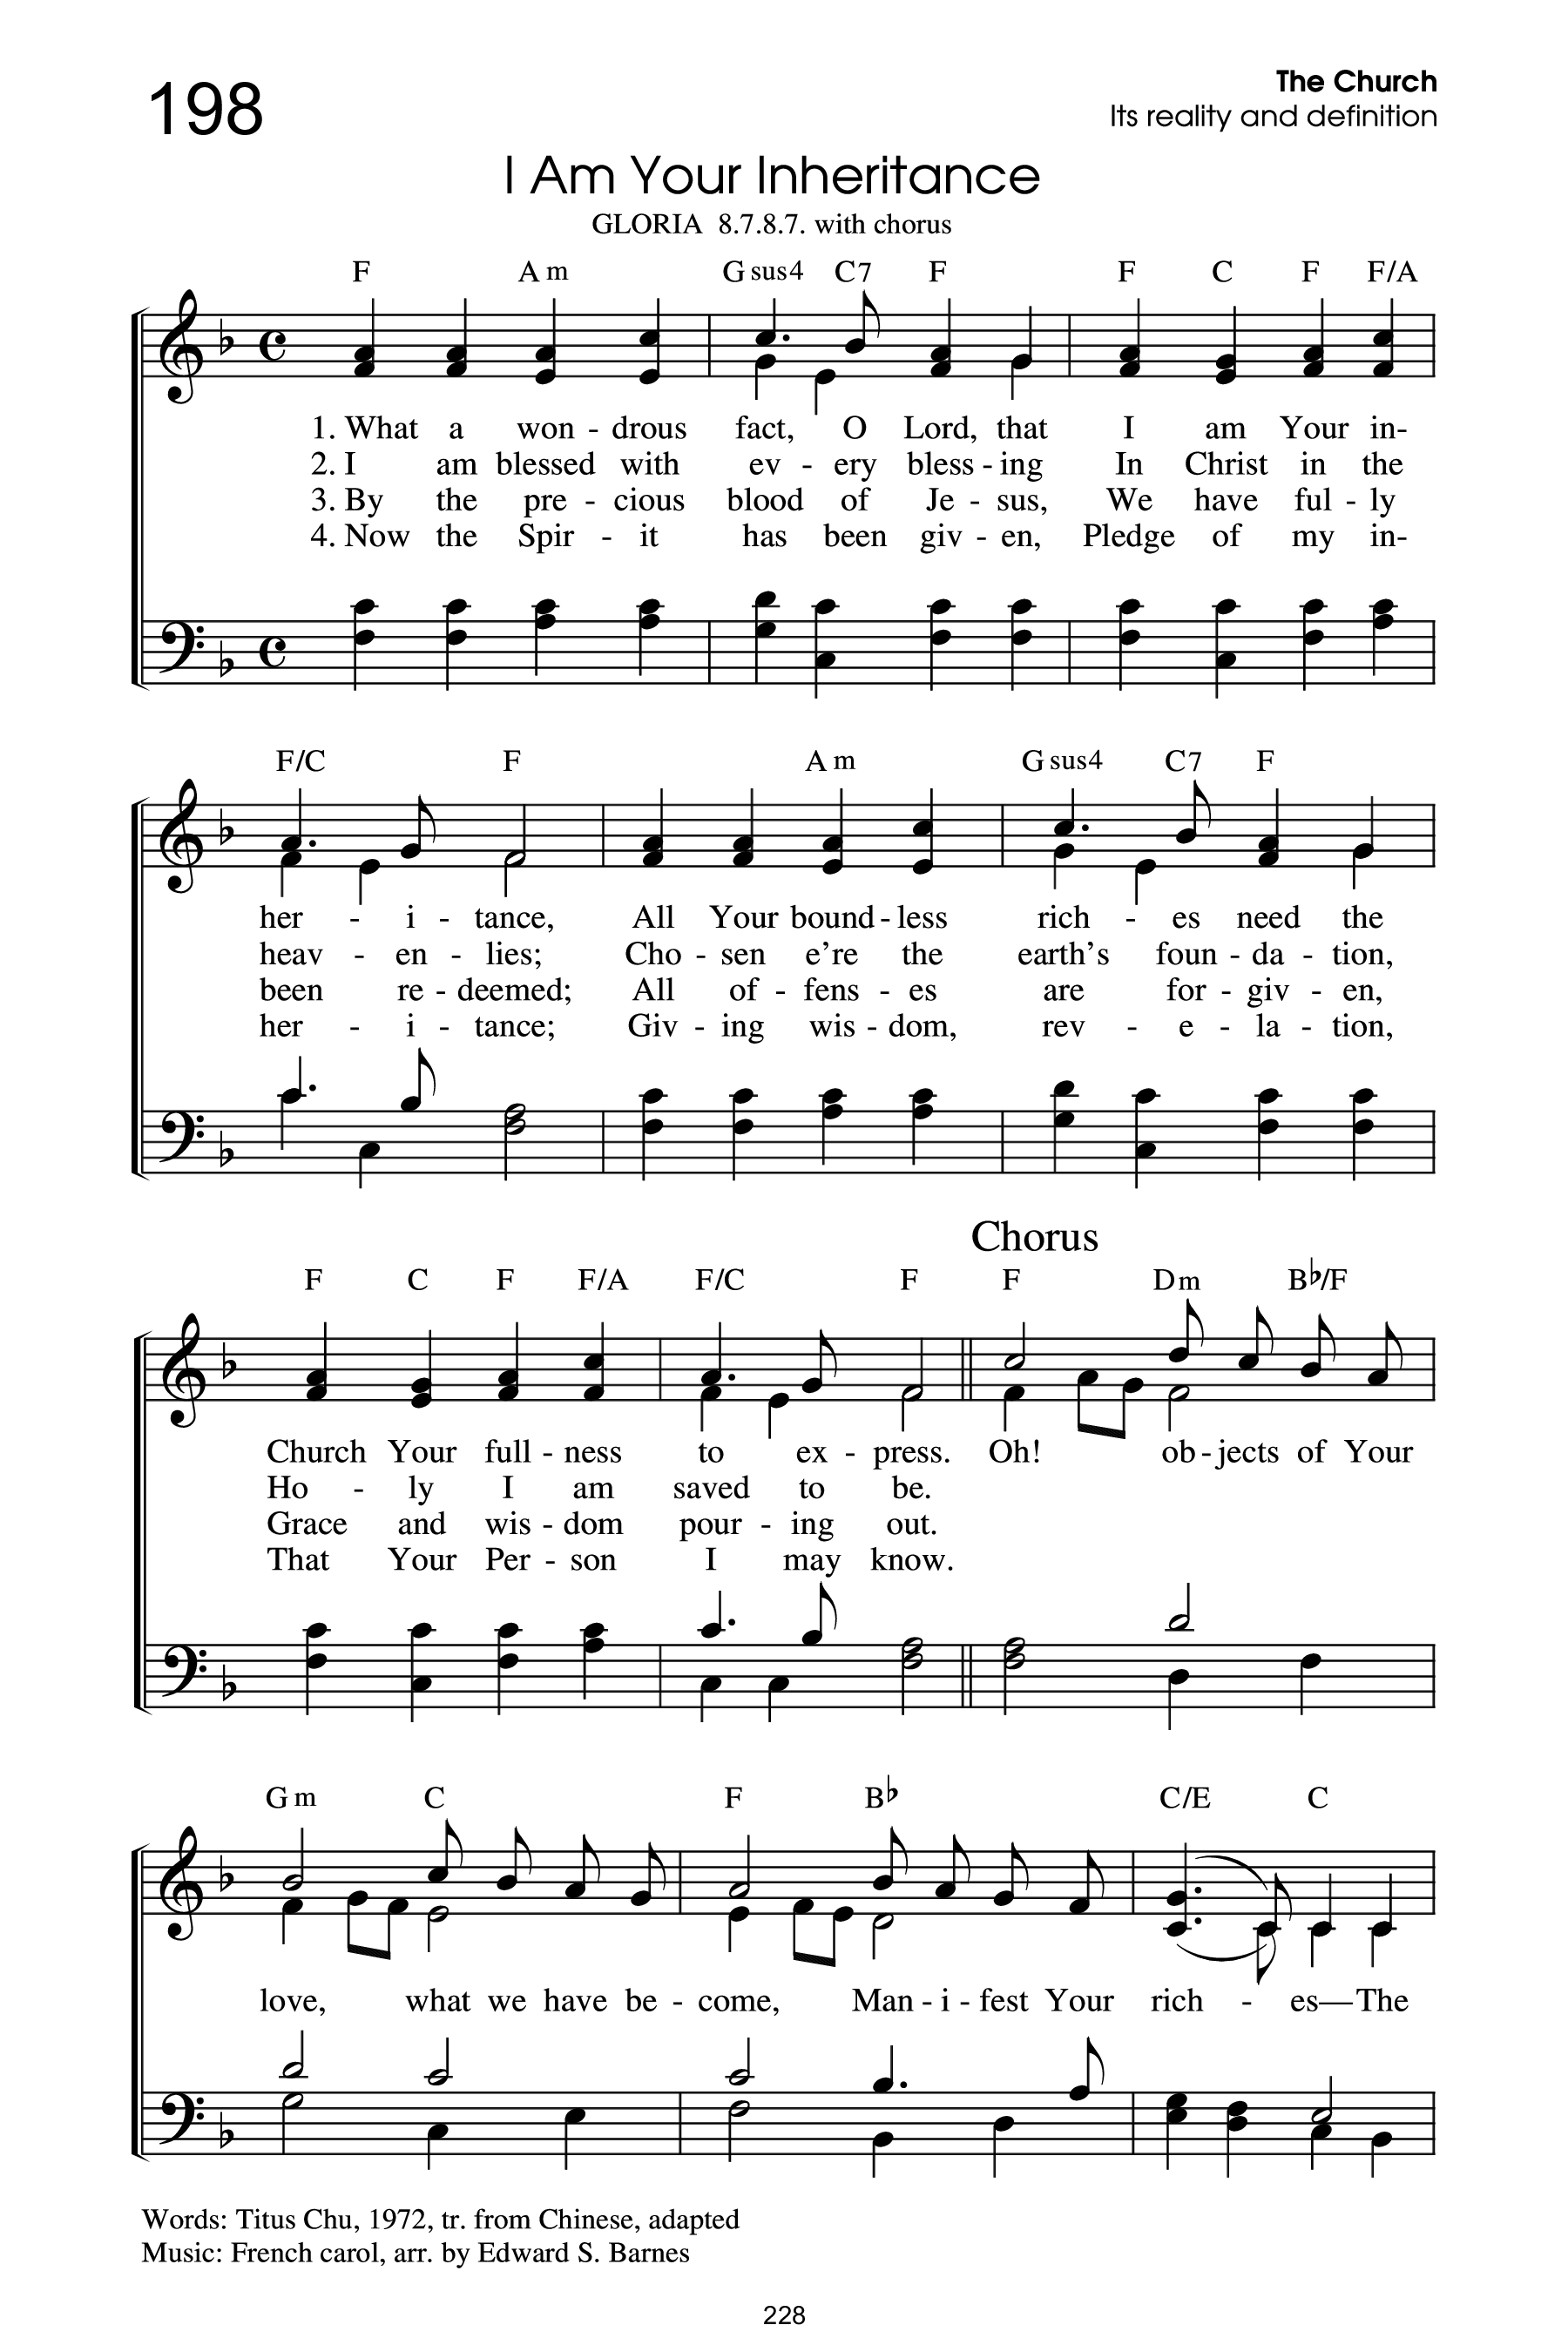 198
The Church
Its reality and definition
I Am Your Inheritance
GLORIA 8.7.8.7. with chorus
F A m G sus4 C7 F F C F F/A
1. What a won - drous fact, O Lord, that I am Your in-
2. I am blessed with ev - ery bless - ing In Christ in the
3. By the pre - cious blood of Je - sus, We have ful - ly
4. Now the Spir - it has been giv - en, Pledge of my in-
F/C F A m G sus4 C7 F
her - i - tance, All Your bound - less rich - es need the
heav - en - lies; Cho - sen e’re the earth’s foun - da - tion,
been re - deemed; All of - fens - es are for - giv - en,
her - i - tance; Giv - ing wis - dom, rev - e - la - tion,
Chorus
F C F F/A F/C F F Dm B♭/F
Church Your full - ness to ex - press. Oh! ob - jects of Your
Ho - ly I am saved to be.
Grace and wis - dom pour - ing out.
That Your Per - son I may know.
G m C F B♭ C/E C
love, what we have be - come, Man - i - fest Your rich - es—The
Words: Titus Chu, 1972, tr. from Chinese, adapted
Music: French carol, arr. by Edward S. Barnes
228